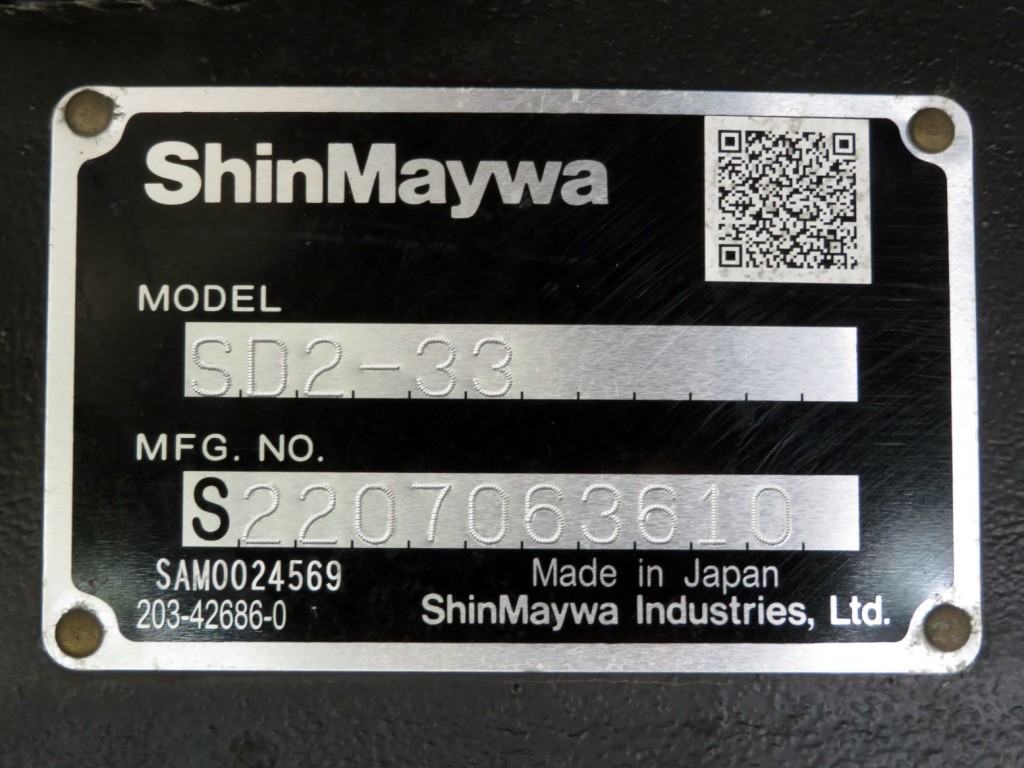 ShinMaywa
MODEL
SD2-33
MFG. NO.
S2207063610
SAM0024569
Made in Japan
203-42686-0
ShinMaywa Industries, Ltd.